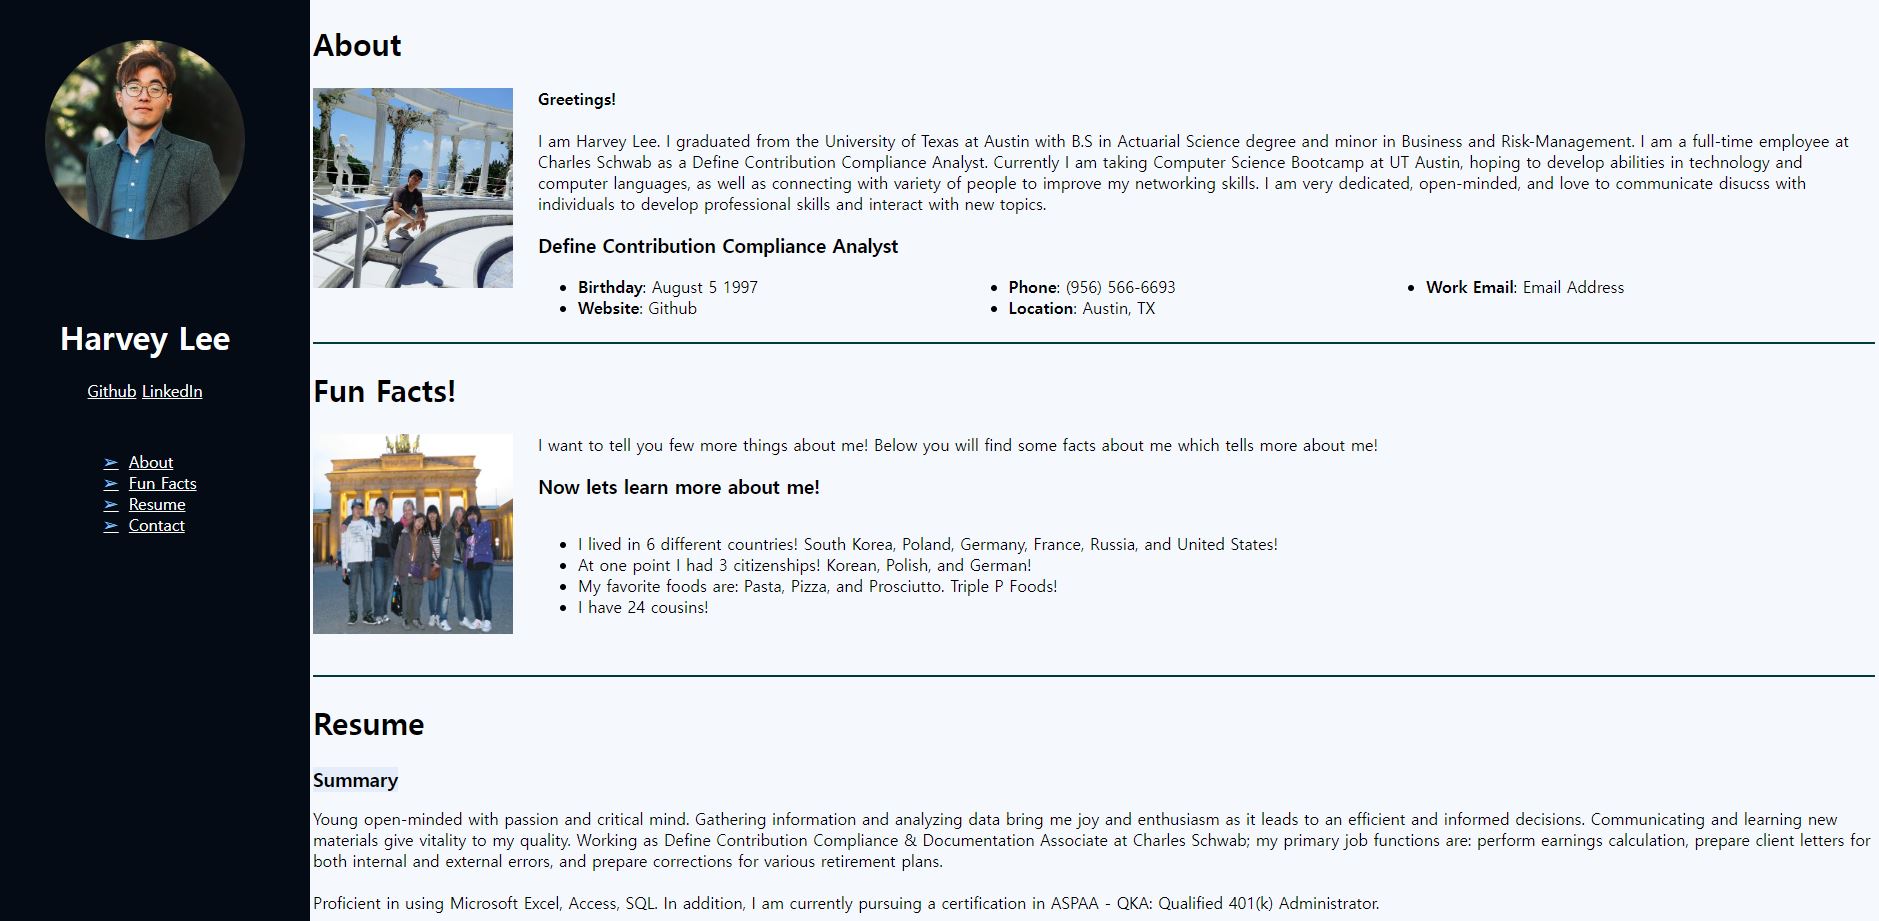 Harvey Lee
Github LinkedIn
➢ About
➢ Fun Facts
➢ Resume
➢ Contact
About
Greetings!
I am Harvey Lee. I graduated from the University of Texas at Austin with B.S in Actuarial Science degree and minor in Business and Risk-Management. I am a full-time employee at
Charles Schwab as a Define Contribution Compliance Analyst. Currently I am taking Computer Science Bootcamp at UT Austin, hoping to develop abilities in technology and
computer languages, as well as connecting with variety of people to improve my networking skills. I am very dedicated, open-minded, and love to communicate disucss with
individuals to develop professional skills and interact with new topics.
Define Contribution Compliance Analyst
• Birthday: August 5 1997 • Phone: (956) 566-6693 • Work Email: Email Address
• Website: Github • Location: Austin, TX
Fun Facts!
I want to tell you few more things about me! Below you will find some facts about me which tells more about me!
Now lets learn more about me!
• I lived in 6 different countries! South Korea, Poland, Germany, France, Russia, and United States!
• At one point I had 3 citizenships! Korean, Polish, and German!
• My favorite foods are: Pasta, Pizza, and Prosciutto. Triple P Foods!
• I have 24 cousins!
Resume
Summary
Young open-minded with passion and critical mind. Gathering information and analyzing data bring me joy and enthusiasm as it leads to an efficient and informed decisions. Communicating and learning new
materials give vitality to my quality. Working as Define Contribution Compliance & Documentation Associate at Charles Schwab; my primary job functions are: perform earnings calculation, prepare client letters for
both internal and external errors, and prepare corrections for various retirement plans.
Proficient in using Microsoft Excel, Access, SQL. In addition, I am currently pursuing a certification in ASPAA - QKA: Qualified 401(k) Administrator.